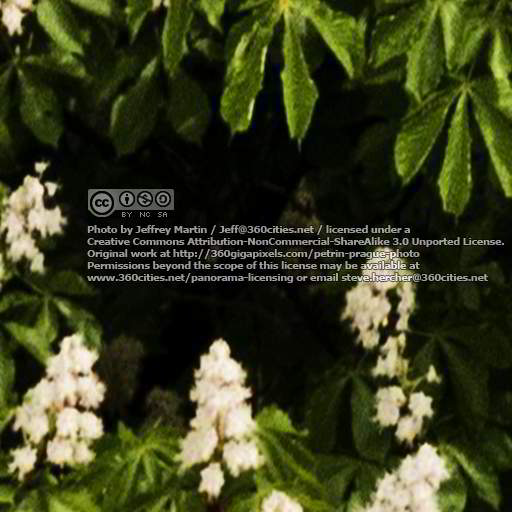 cc BY NC SA
Photo by Jeffrey Martin / Jeff@360cities.net / licensed under a
Creative Commons Attribution-NonCommercial-ShareAlike 3.0 Unported License.
Original work at http://360gigapixels.com/petrin-prague-photo
Permissions beyond the scope of this license may be available at
www.360cities.net/panorama-licensing or email steve.hercher@360cities.net